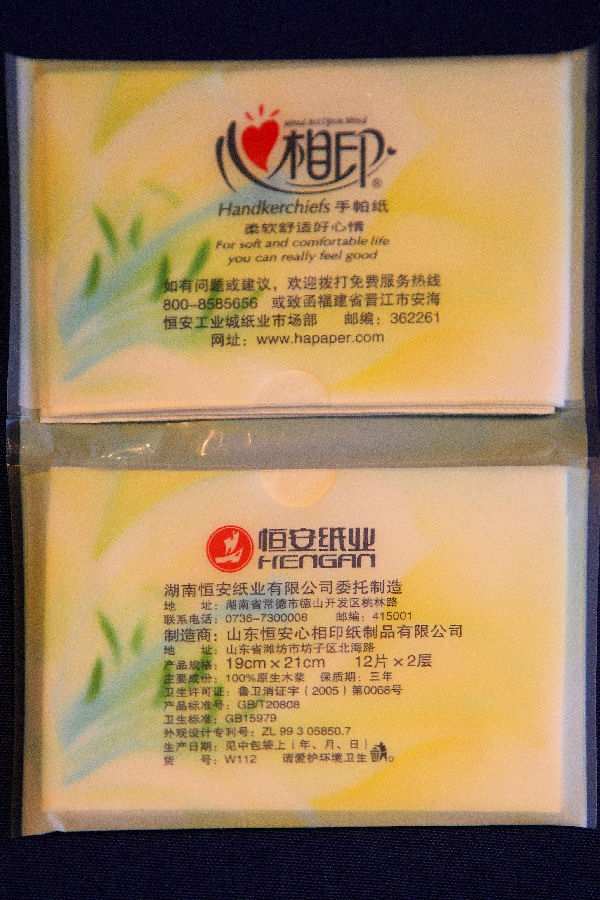 Mind Act Upon Mind
心相印®
Handkerchiefs 手帕纸
柔软舒适好心情
For soft and comfortable life
you can really feel good
如有问题或建议，欢迎拨打免费服务热线
800-8585656 或致函福建省晋江市安海
恒安工业城纸业市场部 邮编：362261
网址：www.hapaper.com
恒安纸业
HENGAN
湖南恒安纸业有限公司委托制造
地 址：湖南省常德市德山开发区桃林路
联系电话：0736-7300008 邮编：415001
制造商：山东恒安心相印纸制品有限公司
地 址：山东省潍坊市坊子区北海路
产品规格：19cm×21cm 12片×2层
主要成份：100%原生木浆 保质期：三年
卫生许可证：鲁卫消证字（2005）第0068号
产品标准号：GB/T20808
卫生标准：GB15979
外观设计专利号：ZL 99 3 05850.7
生产日期：见中包装上（年、月、日）
货 号：W112 请爱护环境卫生